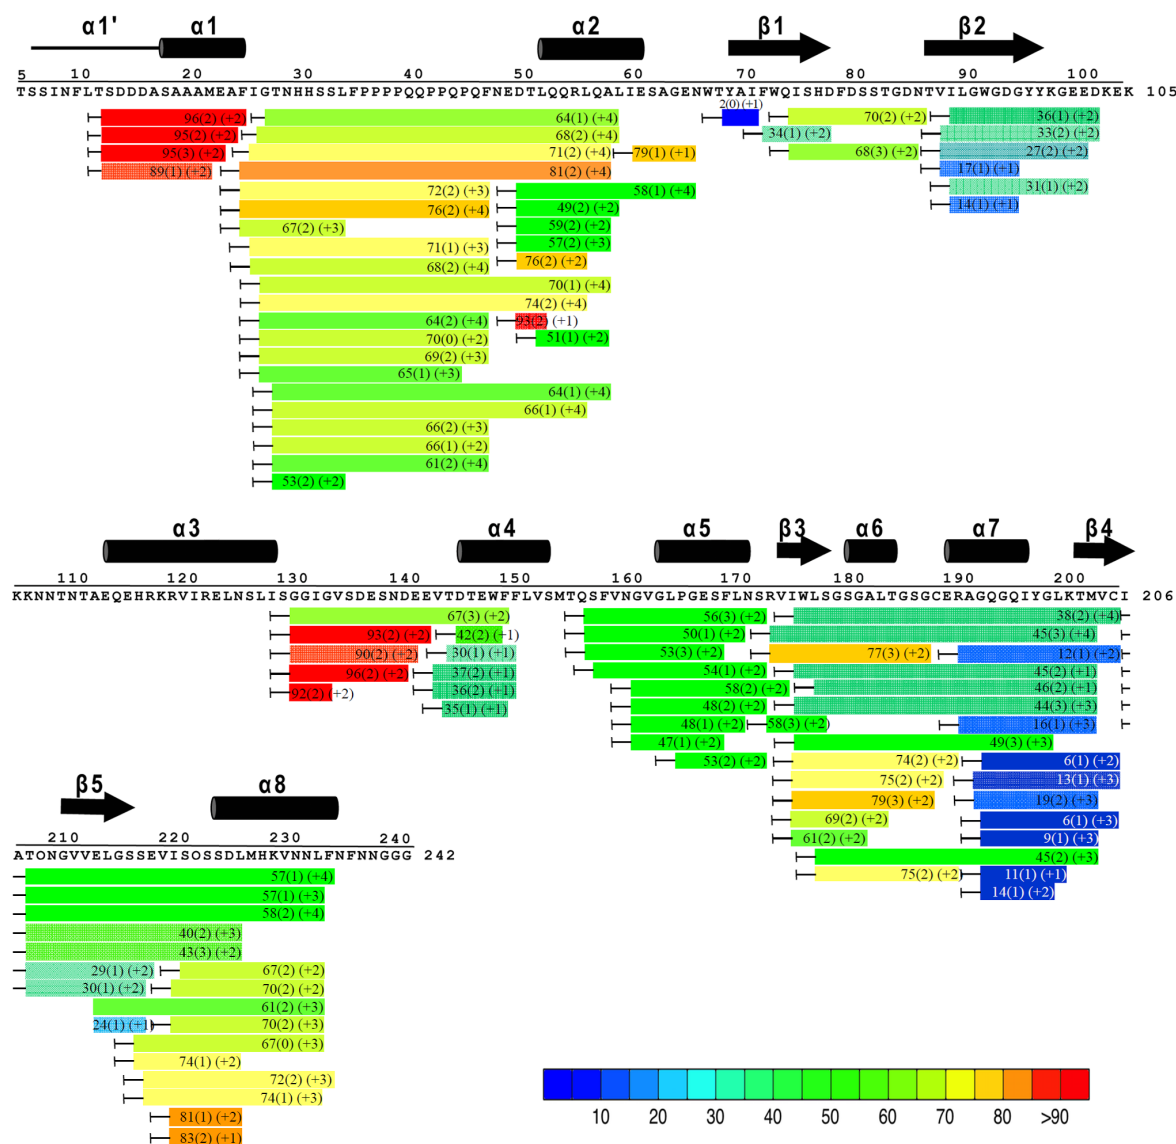 α1' α1 α2 β1 β2
5 10 20 30 40 50 60 70 80 90 100
TSSINFLTSDDDASAAAMEAFIGTNHHSSLFPPPPQPPQPPQFNEDTLQQRLQALIESAGENWTYAIFWQISHDFDSSTGDNTVILGWGDGYYKGEEDKEK 105
2(0) (+1)
96(2) (+2) 64(1) (+4) 70(2) (+2) 36(1) (+2)
95(2) (+2) 68(2) (+4) 34(1) (+2) 33(2) (+2)
95(3) (+2) 71(2) (+4) 79(1) (+1) 68(3) (+2) 27(2) (+2)
89(1) (+2) 81(2) (+4) 17(1) (+1)
72(2) (+3) 58(1) (+4) 31(1) (+2)
76(2) (+4) 49(2) (+2) 14(1) (+1)
67(2) (+3) 59(2) (+2)
71(1) (+3) 57(2) (+3)
68(2) (+4) 76(2) (+2)
70(1) (+4)
74(2) (+4)
64(2) (+4) 93(2) (+1)
70(0) (+2) 51(1) (+2)
69(2) (+3)
65(1) (+3)
64(1) (+4)
66(1) (+4)
66(2) (+3)
66(1) (+2)
61(2) (+4)
53(2) (+2)
α3 α4 α5 β3 α6 α7 β4
110 120 130 140 150 160 170 180 190 200
KKNNTNTAEQEHRKRVIRELNSLISGGIGVSDESNDEEVTDTEWFFLVSMTQSFVNGVGLPGESFLNSRVIWLSGSGALTGSGCERAGQGQIYGLKTMVCI 206
67(3) (+2) 56(3) (+2) 38(2) (+4)
93(2) (+2) 42(2) (+1) 50(1) (+2) 45(3) (+4)
90(2) (+2) 30(1) (+1) 53(3) (+2) 77(3) (+2) 12(1) (+2)
96(2) (+2) 37(2) (+1) 54(1) (+2) 45(2) (+1)
92(2) (+2) 36(2) (+1) 58(2) (+2) 46(2) (+1)
35(1) (+1) 48(2) (+2) 44(3) (+3)
48(1) (+2) 58(3) (+2) 16(1) (+3)
47(1) (+2) 49(3) (+3)
53(2) (+2) 74(2) (+2) 6(1) (+2)
75(2) (+2) 13(1) (+3)
79(3) (+2) 19(2) (+3)
69(2) (+2) 6(1) (+3)
61(2) (+2) 9(1) (+3)
45(2) (+3)
75(2) (+2) 11(1) (+1)
14(1) (+2)
β5 α8
210 220 230 240
ATQNGVVELGSSEVISQSSDLMHKVNNLFNFNNGGG 242
57(1) (+4)
57(1) (+3)
58(2) (+4)
40(2) (+3)
43(3) (+2)
29(1) (+2) 67(2) (+2)
30(1) (+2) 70(2) (+2)
61(2) (+3)
24(1) (+1) 70(2) (+3)
67(0) (+3)
74(1) (+2)
72(2) (+3)
74(1) (+3)
81(1) (+2)
83(2) (+1)
10 20 30 40 50 60 70 80 >90